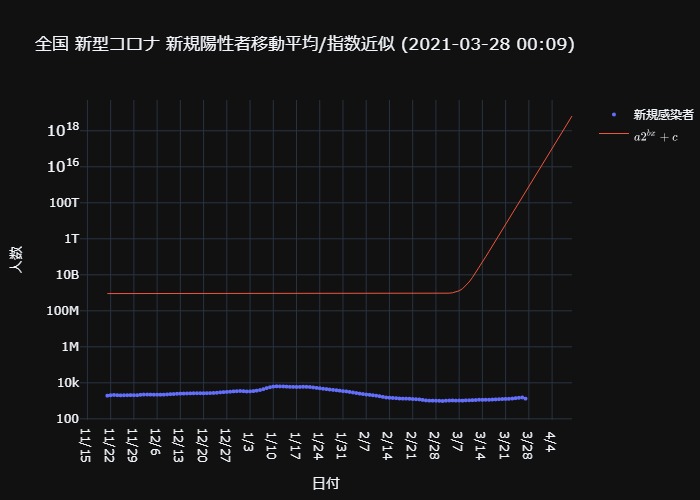 全国 新型コロナ 新規陽性者移動平均/指数近似 (2021-03-28 00:09)
新規感染者
a2^{bx} + c
10^{18}
10^{16}
100T
1T
10B
100M
1M
10k
100
人数
11/15
11/22
11/29
12/6
12/13
12/20
12/27
1/3
1/10
1/17
1/24
1/31
2/7
2/14
2/21
2/28
3/7
3/14
3/21
3/28
4/4
日付